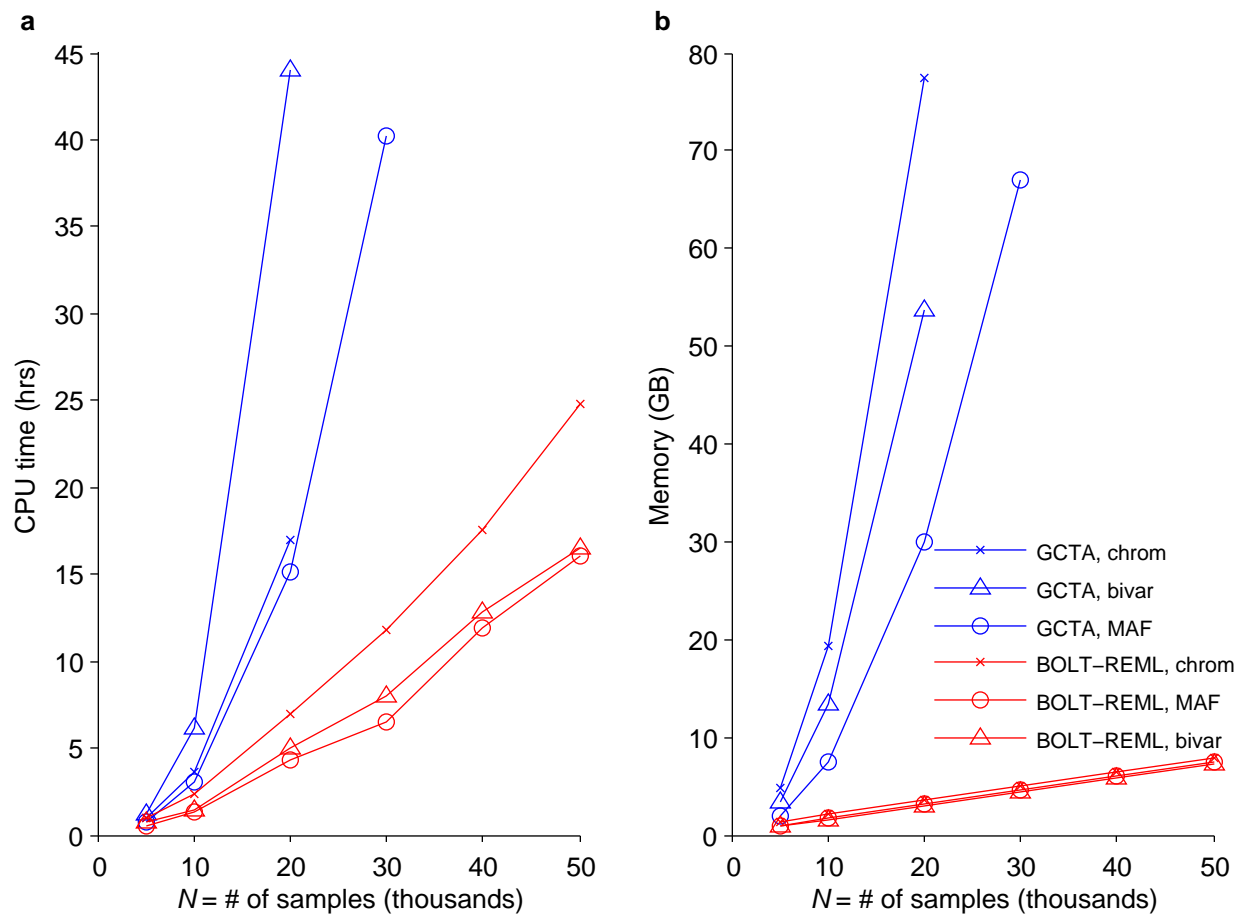 a
45
40
35
30
25
20
15
10
5
0
CPU time (hrs)
0 10 20 30 40 50
N = # of samples (thousands)
b
80
70
60
50
40
30
20
10
0
Memory (GB)
0 10 20 30 40 50
N = # of samples (thousands)
GCTA, chrom
GCTA, bivar
GCTA, MAF
BOLT−REML, chrom
BOLT−REML, MAF
BOLT−REML, bivar